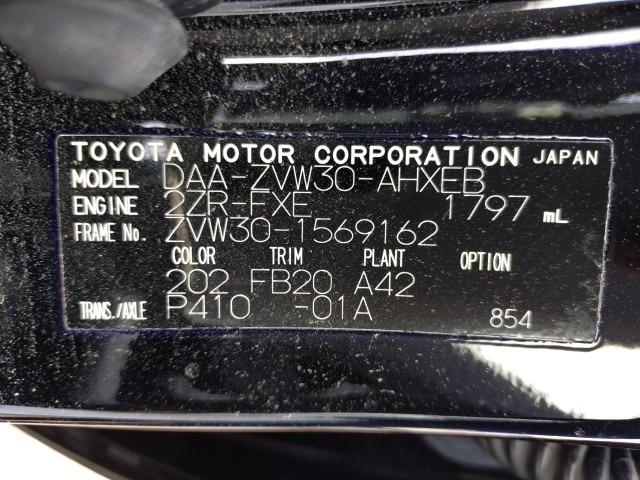 TOYOTA MOTOR CORPORATION JAPAN
MODEL DAA-ZVW30-AHXEB
ENGINE 2ZR-FXE 1797 mL
FRAME No. ZVW30-1569162
COLOR TRIM PLANT OPTION
202 FB20 A42
TRANS./AXLE P410 -01A 854